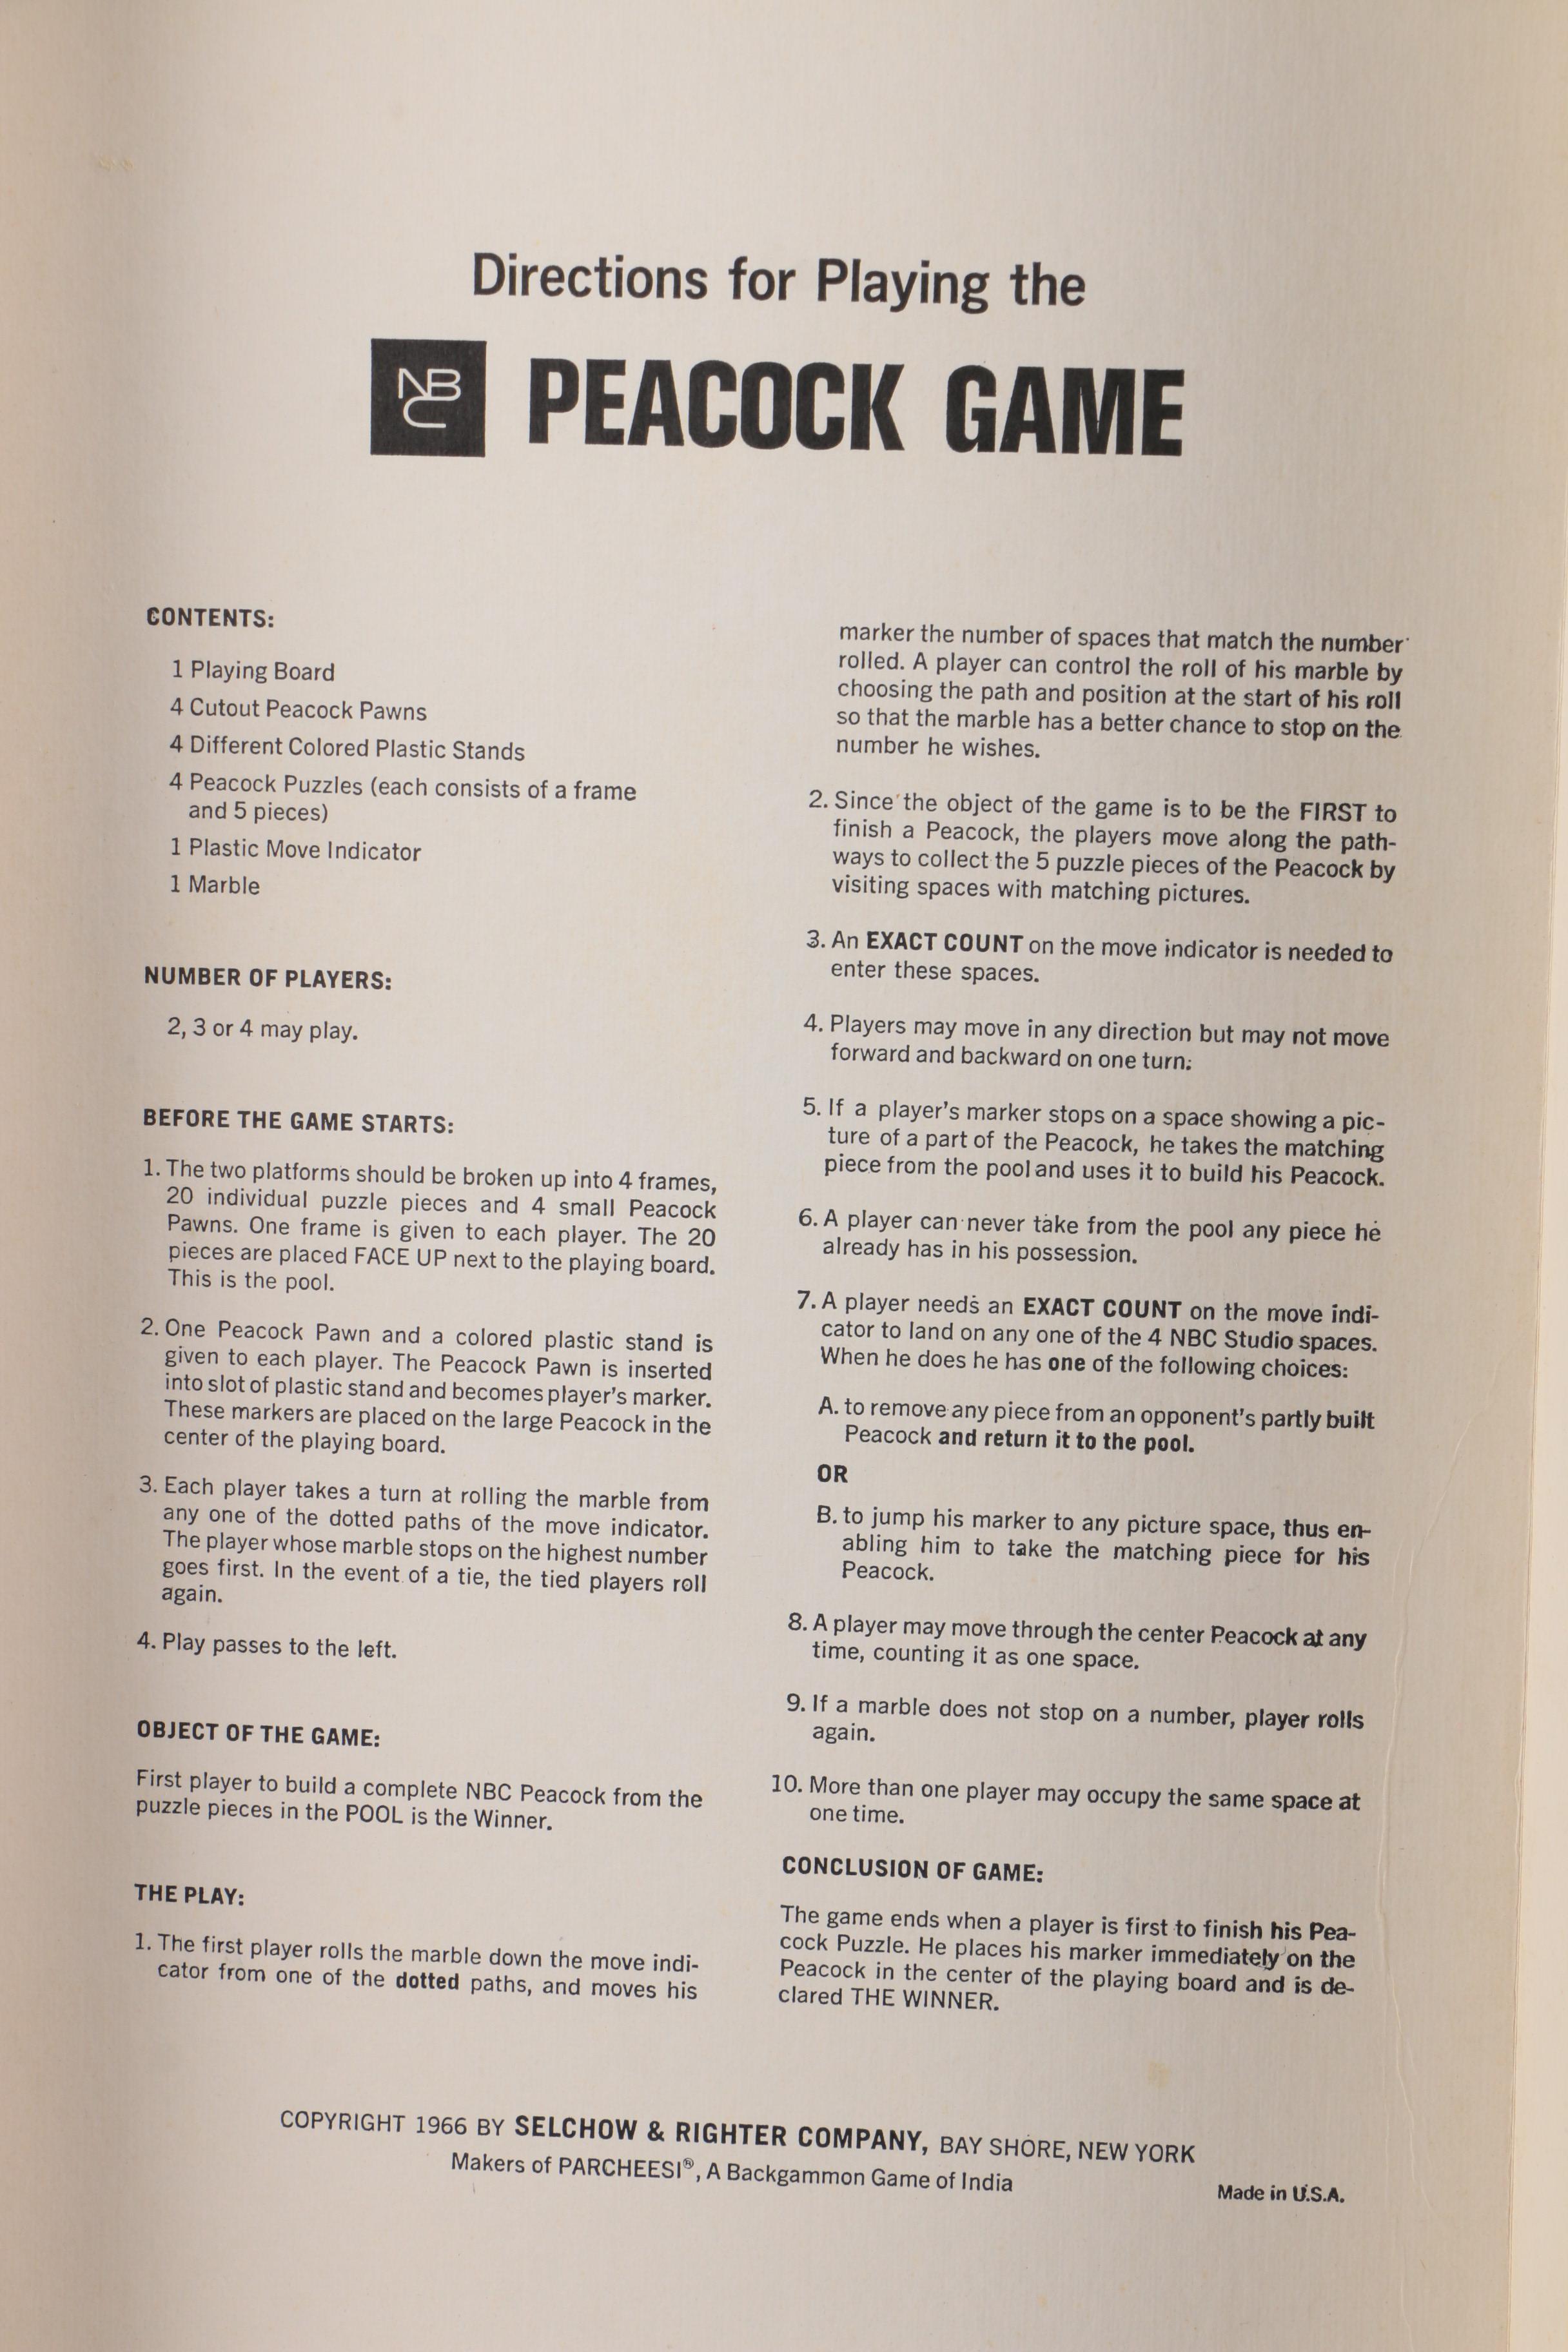 Directions for Playing the
NBC PEACOCK GAME
CONTENTS:
1 Playing Board
4 Cutout Peacock Pawns
4 Different Colored Plastic Stands
4 Peacock Puzzles (each consists of a frame
and 5 pieces)
1 Plastic Move Indicator
1 Marble
NUMBER OF PLAYERS:
2, 3 or 4 may play.
BEFORE THE GAME STARTS:
1. The two platforms should be broken up into 4 frames,
20 individual puzzle pieces and 4 small Peacock
Pawns. One frame is given to each player. The 20
pieces are placed FACE UP next to the playing board.
This is the pool.
2. One Peacock Pawn and a colored plastic stand is
given to each player. The Peacock Pawn is inserted
into slot of plastic stand and becomes player's marker.
These markers are placed on the large Peacock in the
center of the playing board.
3. Each player takes a turn at rolling the marble from
any one of the dotted paths of the move indicator.
The player whose marble stops on the highest number
goes first. In the event of a tie, the tied players roll
again.
4. Play passes to the left.
OBJECT OF THE GAME:
First player to build a complete NBC Peacock from the
puzzle pieces in the POOL is the Winner.
THE PLAY:
1. The first player rolls the marble down the move indi-
cator from one of the dotted paths, and moves his
marker the number of spaces that match the number
rolled. A player can control the roll of his marble by
choosing the path and position at the start of his roll
so that the marble has a better chance to stop on the
number he wishes.
2. Since the object of the game is to be the FIRST to
finish a Peacock, the players move along the path-
ways to collect the 5 puzzle pieces of the Peacock by
visiting spaces with matching pictures.
3. An EXACT COUNT on the move indicator is needed to
enter these spaces.
4. Players may move in any direction but may not move
forward and backward on one turn.
5. If a player's marker stops on a space showing a pic-
ture of a part of the Peacock, he takes the matching
piece from the pool and uses it to build his Peacock.
6. A player can never take from the pool any piece he
already has in his possession.
7. A player needs an EXACT COUNT on the move indi-
cator to land on any one of the 4 NBC Studio spaces.
When he does he has one of the following choices:
A. to remove any piece from an opponent's partly built
Peacock and return it to the pool.
OR
B. to jump his marker to any picture space, thus en-
abling him to take the matching piece for his
Peacock.
8. A player may move through the center Peacock at any
time, counting it as one space.
9. If a marble does not stop on a number, player rolls
again.
10. More than one player may occupy the same space at
one time.
CONCLUSION OF GAME:
The game ends when a player is first to finish his Pea-
cock Puzzle. He places his marker immediately on the
Peacock in the center of the playing board and is de-
clared THE WINNER.
COPYRIGHT 1966 BY SELCHOW & RIGHTER COMPANY, BAY SHORE, NEW YORK
Makers of PARCHEESI®, A Backgammon Game of India
Made in U.S.A.